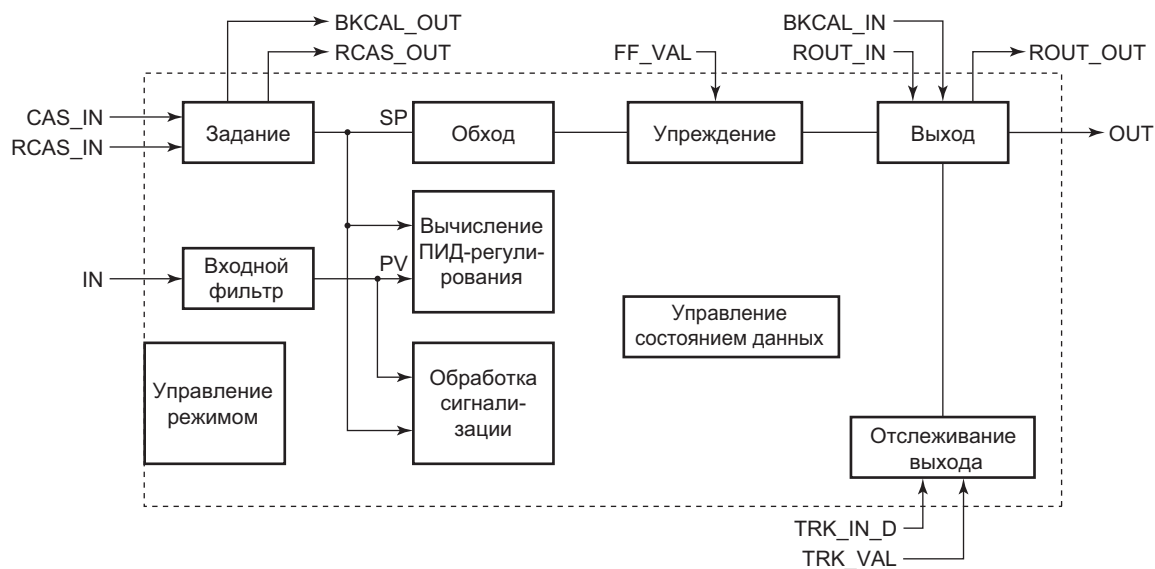 BKCAL_OUT
RCAS_OUT
BKCAL_IN
ROUT_IN
ROUT_OUT
FF_VAL
CAS_IN
RCAS_IN
Задание
SP
Обход
Упреждение
Выход
OUT
IN
Входной
фильтр
PV
Вычисление
ПИД-регули-
рования
Управление
состоянием данных
Управление
режимом
Обработка
сигнали-
зации
Отслеживание
выхода
TRK_IN_D
TRK_VAL